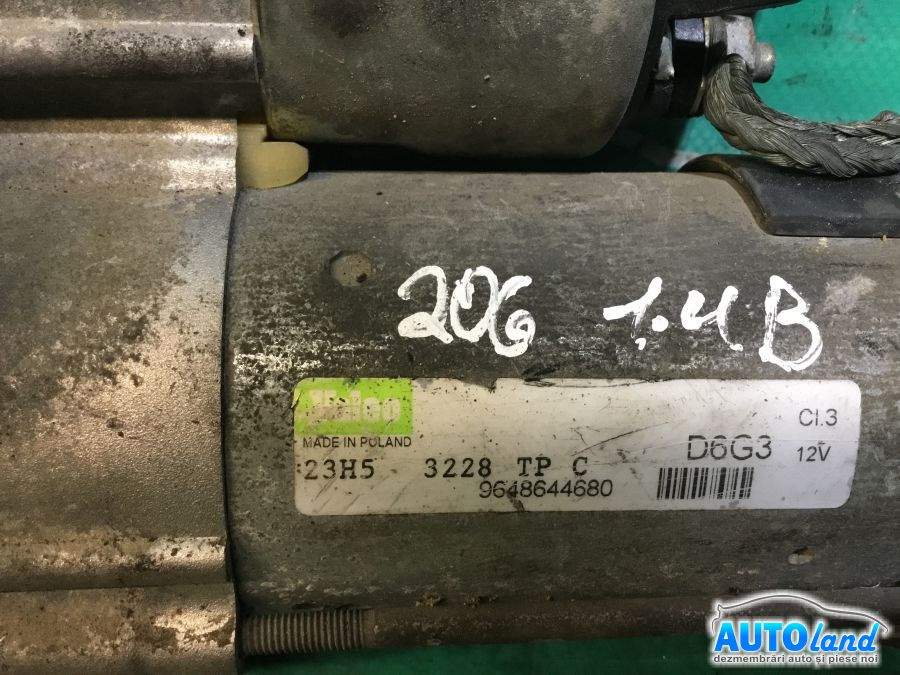 206 1.4B
Valeo
MADE IN POLAND
Cl.3
D6G3 12V
23H5 3228 TP C
9648644680
AUTOland
dezmembrări auto și piese noi